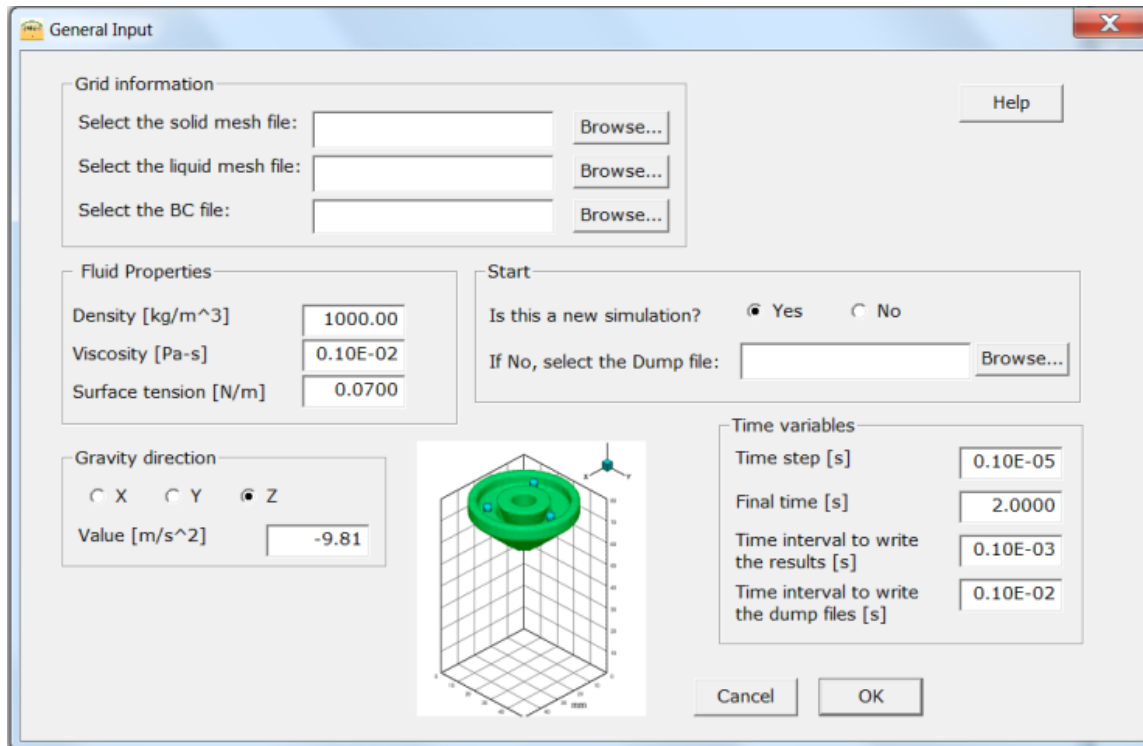 General Input
Grid information
Help
Select the solid mesh file:
Browse...
Select the liquid mesh file:
Browse...
Select the BC file:
Browse...
Fluid Properties
Density [kg/m^3]
1000.00
Viscosity [Pa-s]
0.10E-02
Surface tension [N/m]
0.0700
Start
Is this a new simulation?
Yes
No
If No, select the Dump file:
Browse...
Gravity direction
X
Y
Z
Value [m/s^2]
-9.81
X
Y
mm
Time variables
Time step [s]
0.10E-05
Final time [s]
2.0000
Time interval to write
the results [s]
0.10E-03
Time interval to write
the dump files [s]
0.10E-02
Cancel
OK